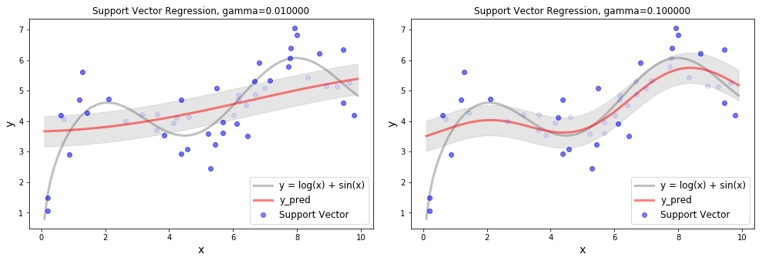 Support Vector Regression, gamma=0.010000
7
6
5
4
3
2
1
y
0
2
4
6
8
10
x
y = log(x) + sin(x)
y_pred
Support Vector
Support Vector Regression, gamma=0.100000
7
6
5
4
3
2
1
y
0
2
4
6
8
10
x
y = log(x) + sin(x)
y_pred
Support Vector